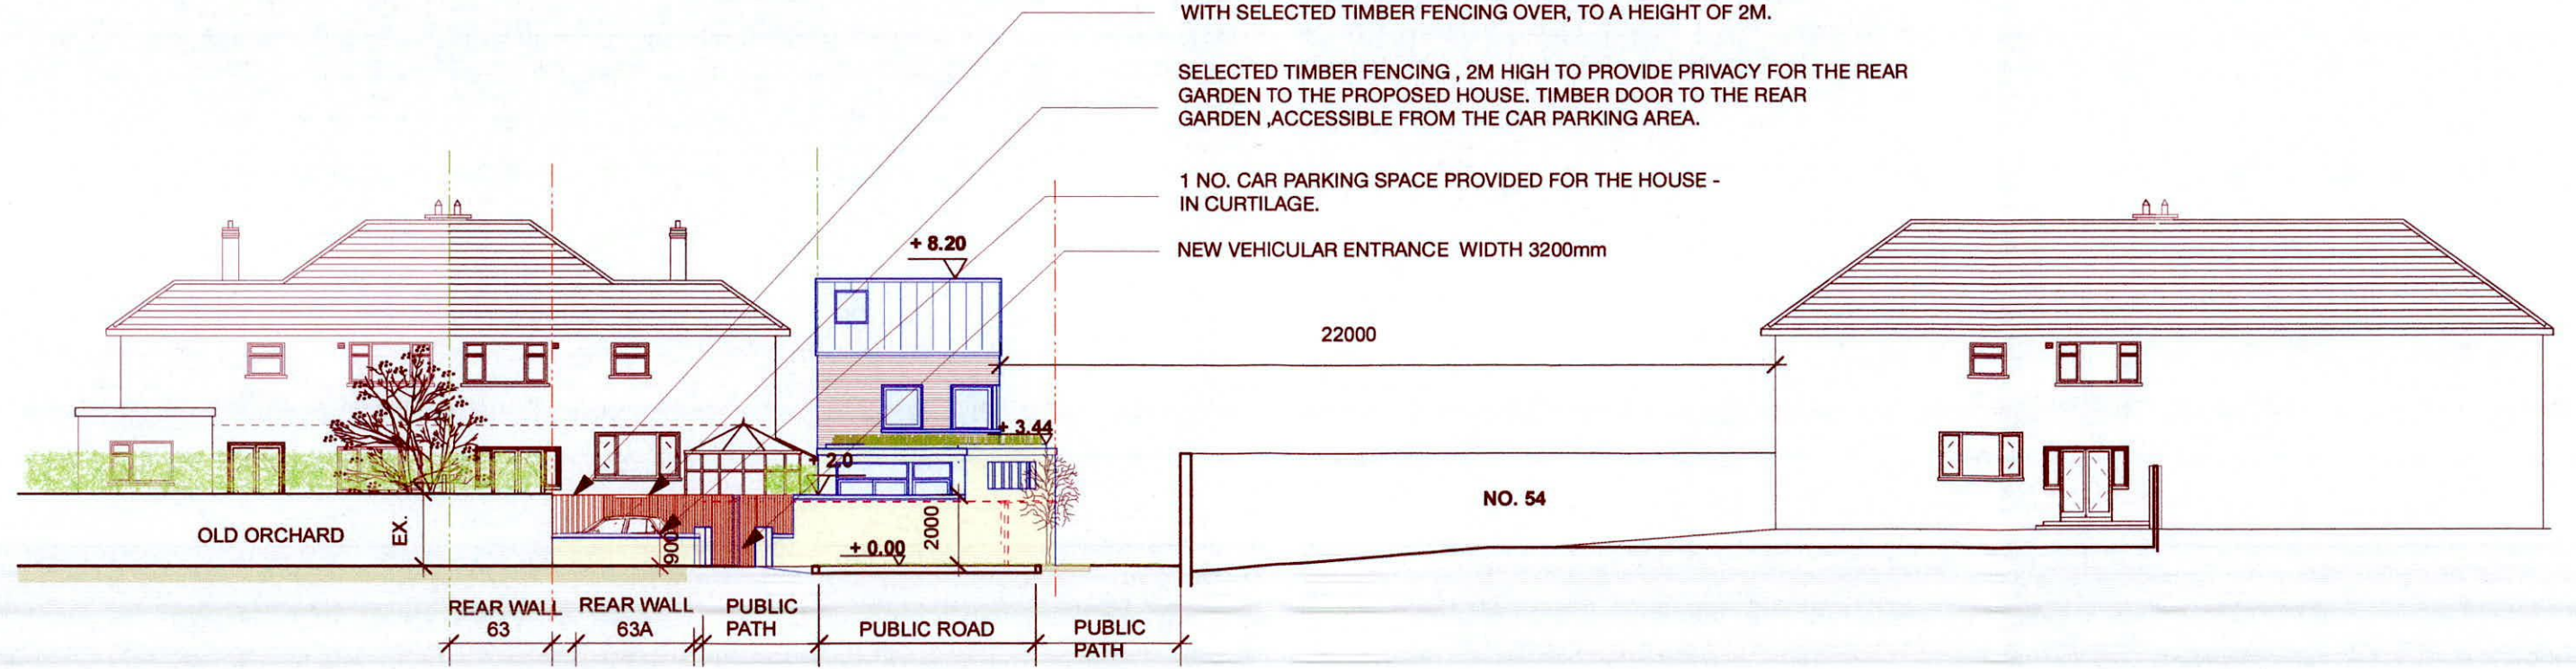 WITH SELECTED TIMBER FENCING OVER, TO A HEIGHT OF 2M.
SELECTED TIMBER FENCING , 2M HIGH TO PROVIDE PRIVACY FOR THE REAR
GARDEN TO THE PROPOSED HOUSE. TIMBER DOOR TO THE REAR
GARDEN ,ACCESSIBLE FROM THE CAR PARKING AREA.
1 NO. CAR PARKING SPACE PROVIDED FOR THE HOUSE -
IN CURTILAGE.
NEW VEHICULAR ENTRANCE WIDTH 3200mm
+ 8.20
22000
+ 3.44
+ 2.0
NO. 54
OLD ORCHARD
EX.
900
+ 0.00
2000
REAR WALL
63
REAR WALL
63A
PUBLIC
PATH
PUBLIC ROAD
PUBLIC
PATH